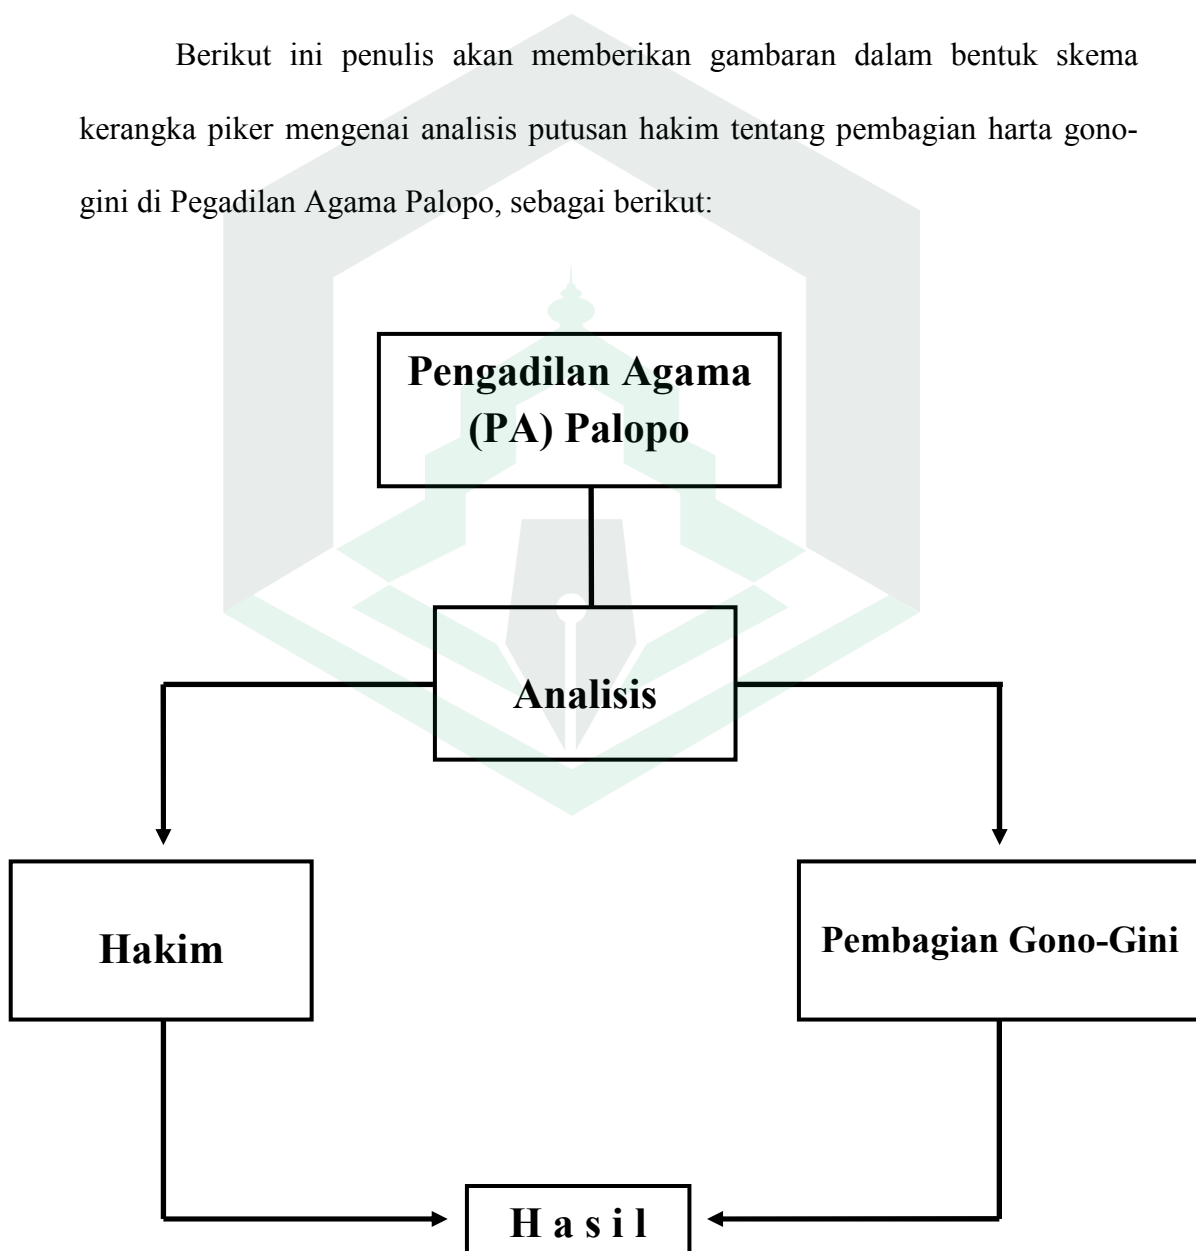 Berikut ini penulis akan memberikan gambaran dalam bentuk skema
kerangka piker mengenai analisis putusan hakim tentang pembagian harta gono-
gini di Pegadilan Agama Palopo, sebagai berikut:
Pengadilan Agama
(PA) Palopo
Analisis
Hakim
Pembagian Gono-Gini
H a s i l